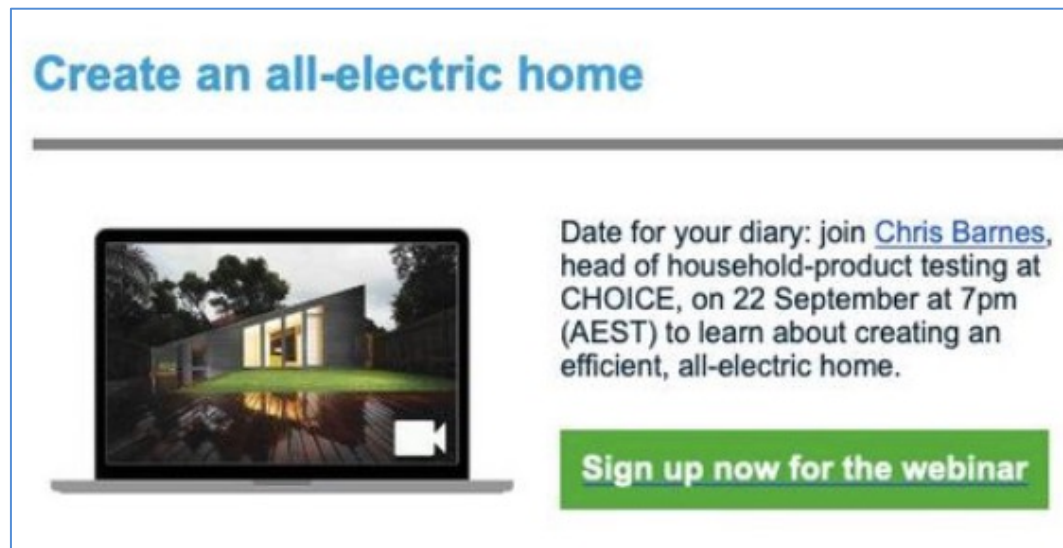 Create an all-electric home
Date for your diary: join Chris Barnes,
head of household-product testing at
CHOICE, on 22 September at 7pm
(AEST) to learn about creating an
efficient, all-electric home.
Sign up now for the webinar